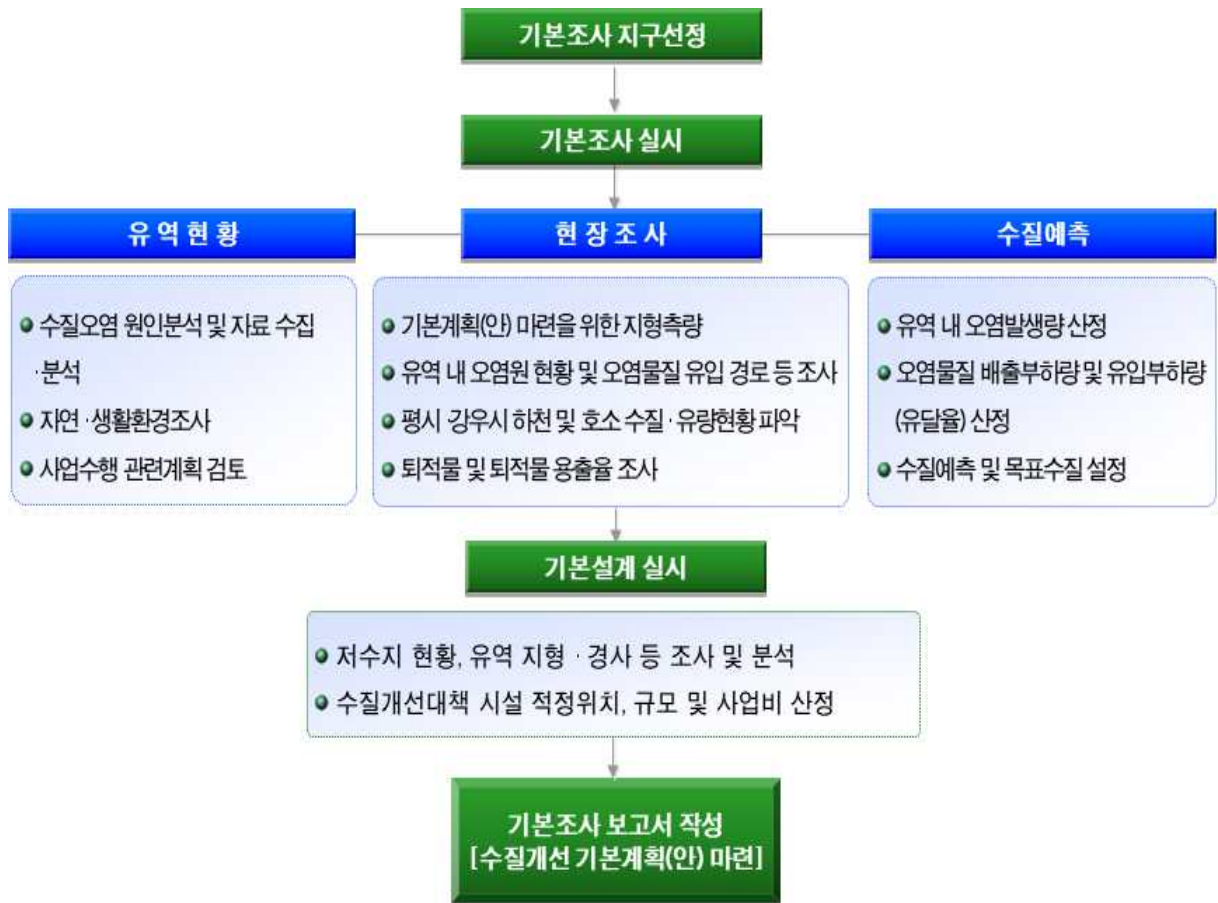 기본조사 지구선정
기본조사 실시
유 역 현 황
수질오염 원인분석 및 자료 수집
·분석
자연·생활환경조사
사업수행 관련계획 검토
현 장 조 사
기본계획(안) 마련을 위한 지형측량
유역 내 오염원 현황 및 오염물질 유입 경로 등 조사
평시·강우시 하천 및 호소 수질·유량현황 파악
퇴적물 및 퇴적물 용출율 조사
수질예측
유역 내 오염발생량 산정
오염물질 배출부하량 및 유입부하량
(유달율) 산정
수질예측 및 목표수질 설정
기본설계 실시
저수지 현황, 유역 지형 · 경사 등 조사 및 분석
수질개선대책 시설 적정위치, 규모 및 사업비 산정
기본조사 보고서 작성
[수질개선 기본계획(안) 마련]